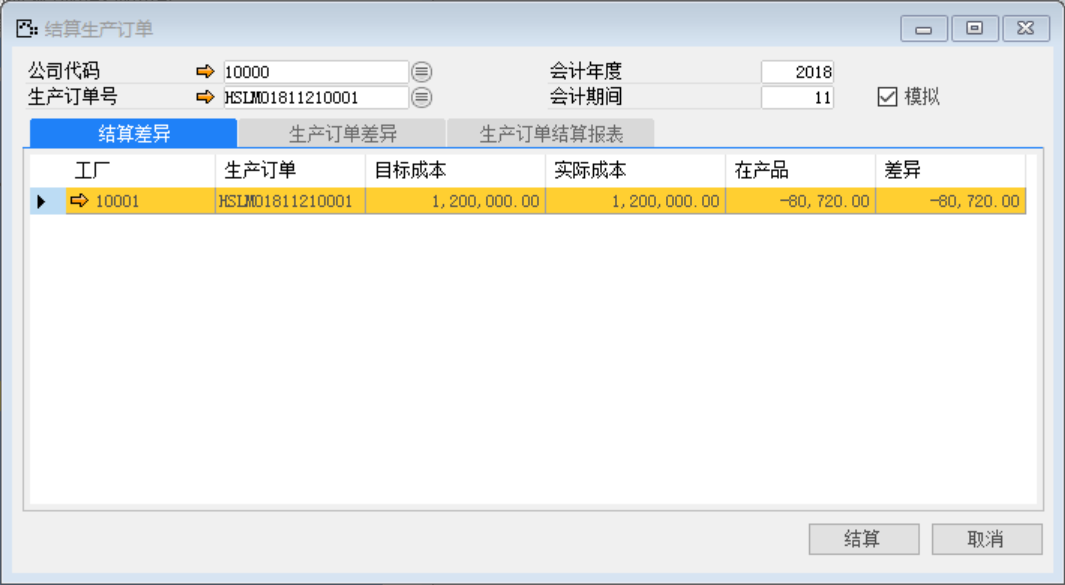 结算生产订单
公司代码 10000 会计年度 2018
生产订单号 HSLM01811210001 会计期间 11 模拟
结算差异 生产订单差异 生产订单结算报表
工厂 生产订单 目标成本 实际成本 在产品 差异
10001 HSLM01811210001 1,200,000.00 1,200,000.00 -80,720.00 -80,720.00
结算 取消